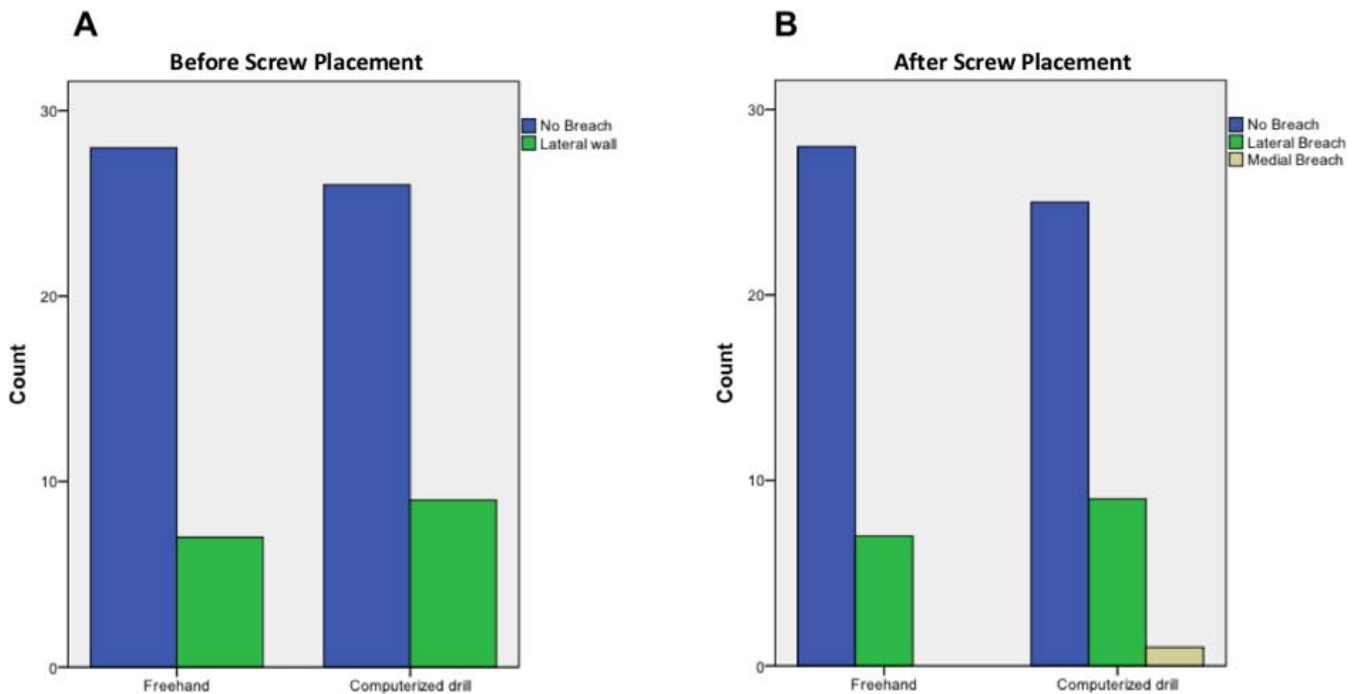 A
Before Screw Placement
30
20
10
0
Count
Freehand
Computerized drill
No Breach
Lateral wall
B
After Screw Placement
30
20
10
0
Count
Freehand
Computerized drill
No Breach
Lateral Breach
Medial Breach